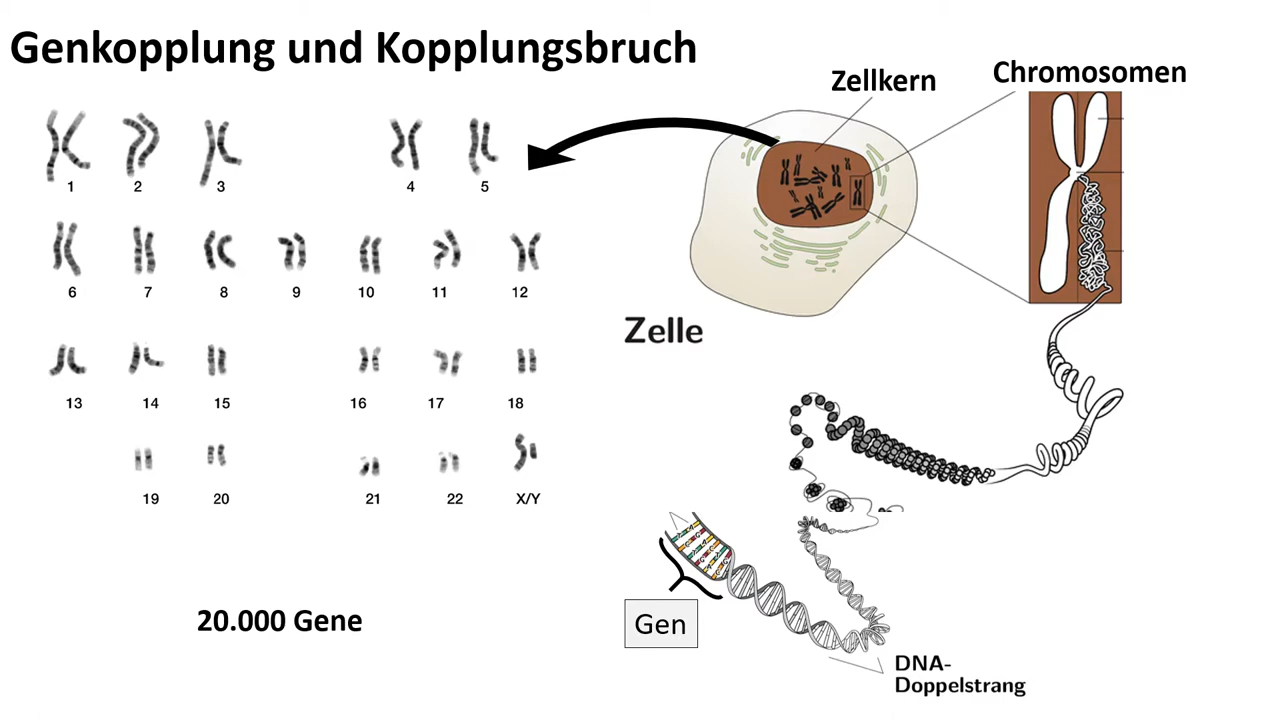 Genkopplung und Kopplungsbruch
Zellkern
Chromosomen
1 2 3 4 5
6 7 8 9 10 11 12
Zelle
13 14 15 16 17 18
19 20 21 22 X/Y
Gen
20.000 Gene
DNA-
Doppelstrang